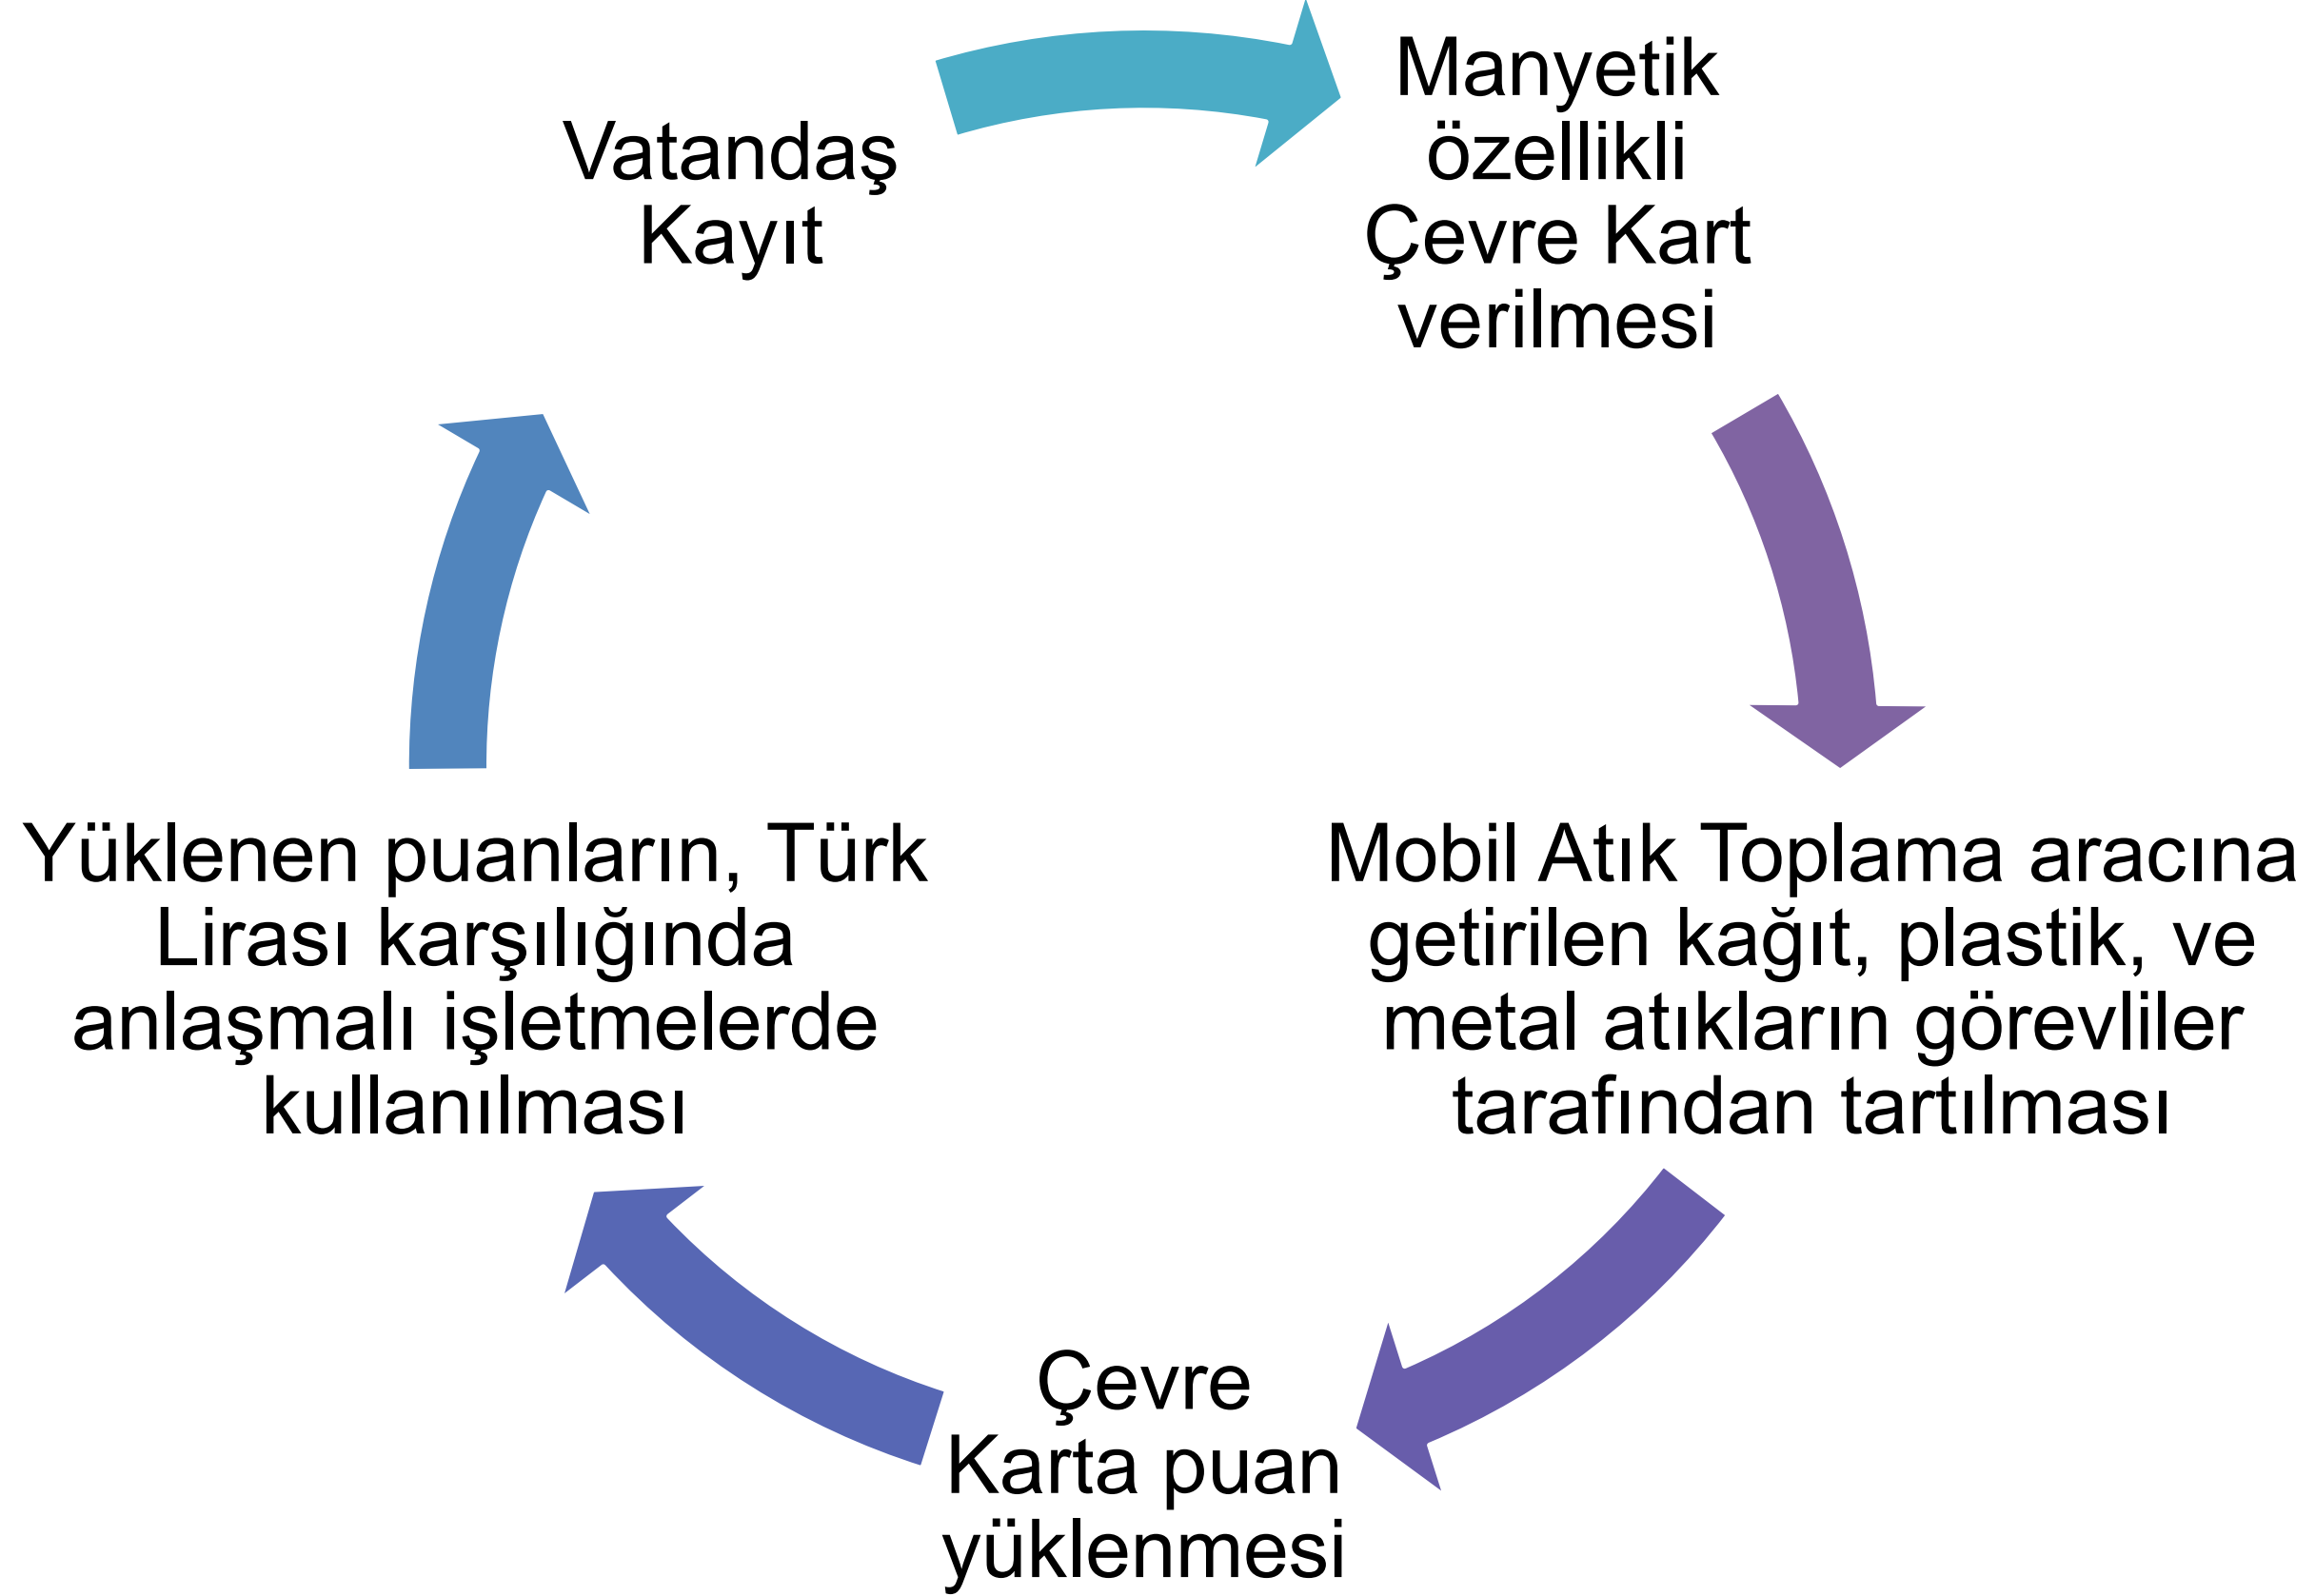 Vatandaş
Kayıt
Manyetik
özellikli
Çevre Kart
verilmesi
Mobil Atık Toplama aracına
getirilen kağıt, plastik, ve
metal atıkların görevliler
tarafından tartılması
Çevre
Karta puan
yüklenmesi
Yüklenen puanların, Türk
Lirası karşılığında
anlaşmalı işletmelerde
kullanılması